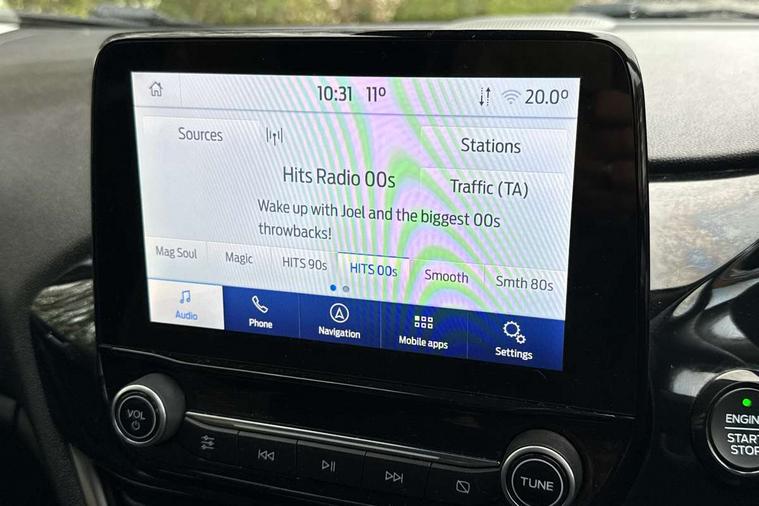 10:31 11° 20.0°
Sources
Stations
Hits Radio 00s
Traffic (TA)
Wake up with Joel and the biggest 00s
throwbacks!
Mag Soul Magic HITS 90s HITS 00s Smooth Smth 80s
Audio Phone Navigation Mobile apps Settings
VOL
TUNE
ENGIN
START
STOP